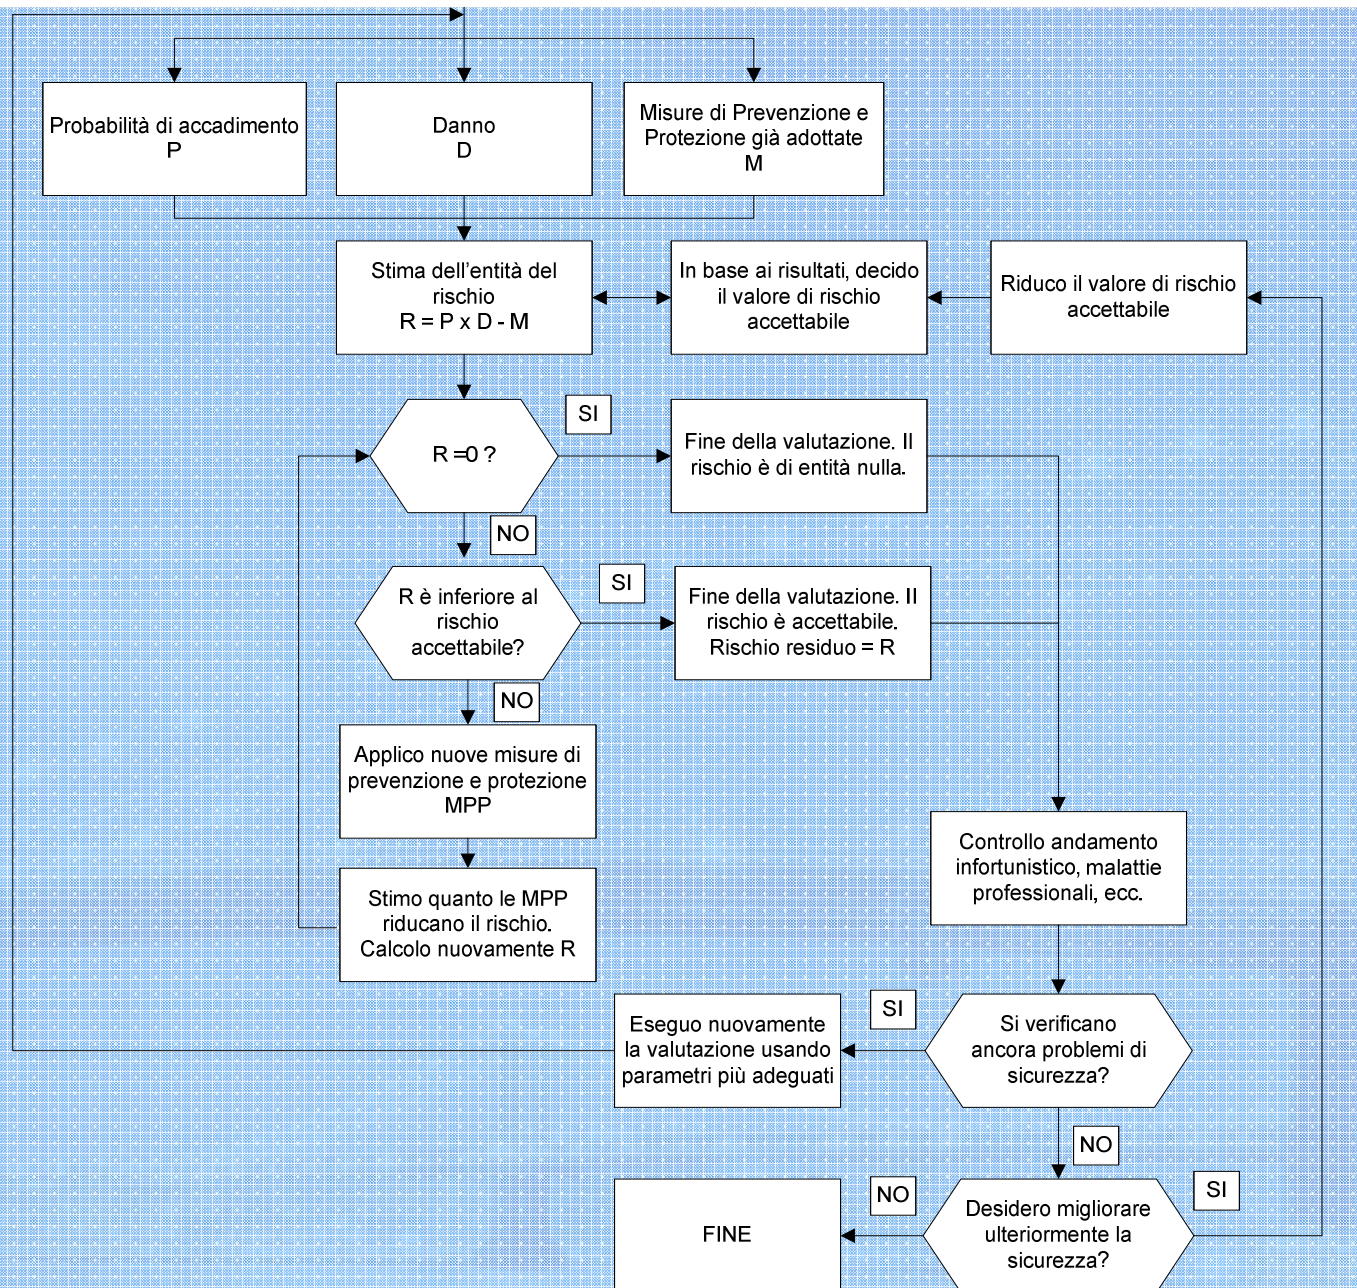 Probabilità di accadimento
P
Danno
D
Misure di Prevenzione e
Protezione già adottate
M
Stima dell'entità del
rischio
R = P x D - M
In base ai risultati, decido
il valore di rischio
accettabile
Riduco il valore di rischio
accettabile
R =0 ?
SI
Fine della valutazione. Il
rischio è di entità nulla.
NO
R è inferiore al
rischio
accettabile?
SI
Fine della valutazione. Il
rischio è accettabile.
Rischio residuo = R
NO
Applico nuove misure di
prevenzione e protezione
MPP
Stimo quanto le MPP
riducano il rischio.
Calcolo nuovamente R
Controllo andamento
infortunistico, malattie
professionali, ecc.
Si verificano
ancora problemi di
sicurezza?
SI
Eseguo nuovamente
la valutazione usando
parametri più adeguati
NO
Desidero migliorare
ulteriormente la
sicurezza?
SI
NO
FINE